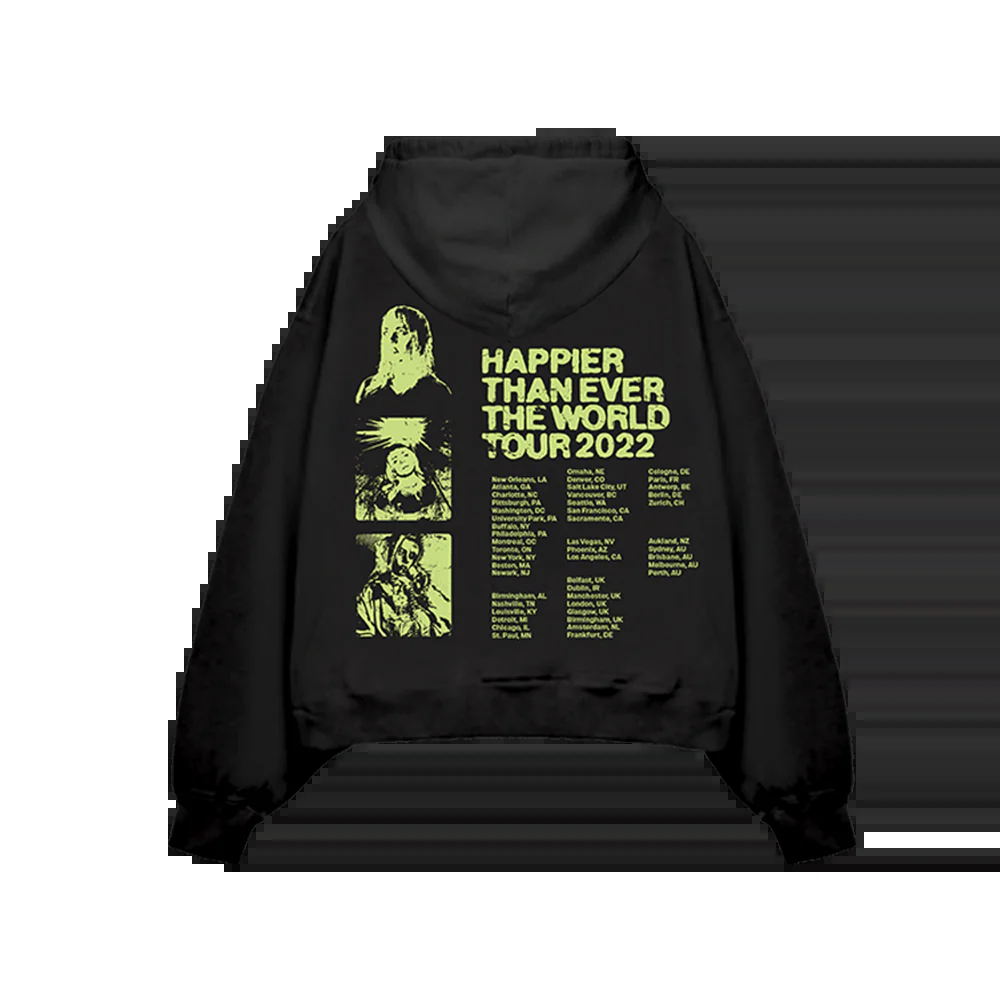 HAPPIER
THAN EVER
THE WORLD
TOUR 2022
New Orleans, LA
Atlanta, GA
Charlotte, NC
Pittsburgh, PA
Washington, DC
University Park, PA
Buffalo, NY
Philadelphia, PA
Montreal, QC
Toronto, ON
New York, NY
Boston, MA
Newark, NJ
Birmingham, AL
Nashville, TN
Louisville, KY
Detroit, MI
Chicago, IL
St. Paul, MN
Omaha, NE
Denver, CO
Salt Lake City, UT
Vancouver, BC
Seattle, WA
San Francisco, CA
Sacramento, CA
Las Vegas, NV
Phoenix, AZ
Los Angeles, CA
Belfast, UK
Dublin, IR
Manchester, UK
London, UK
Glasgow, UK
Birmingham, UK
Amsterdam, NL
Frankfurt, DE
Cologne, DE
Paris, FR
Antwerp, BE
Berlin, DE
Zurich, CH
Aukland, NZ
Sydney, AU
Brisbane, AU
Melbourne, AU
Perth, AU